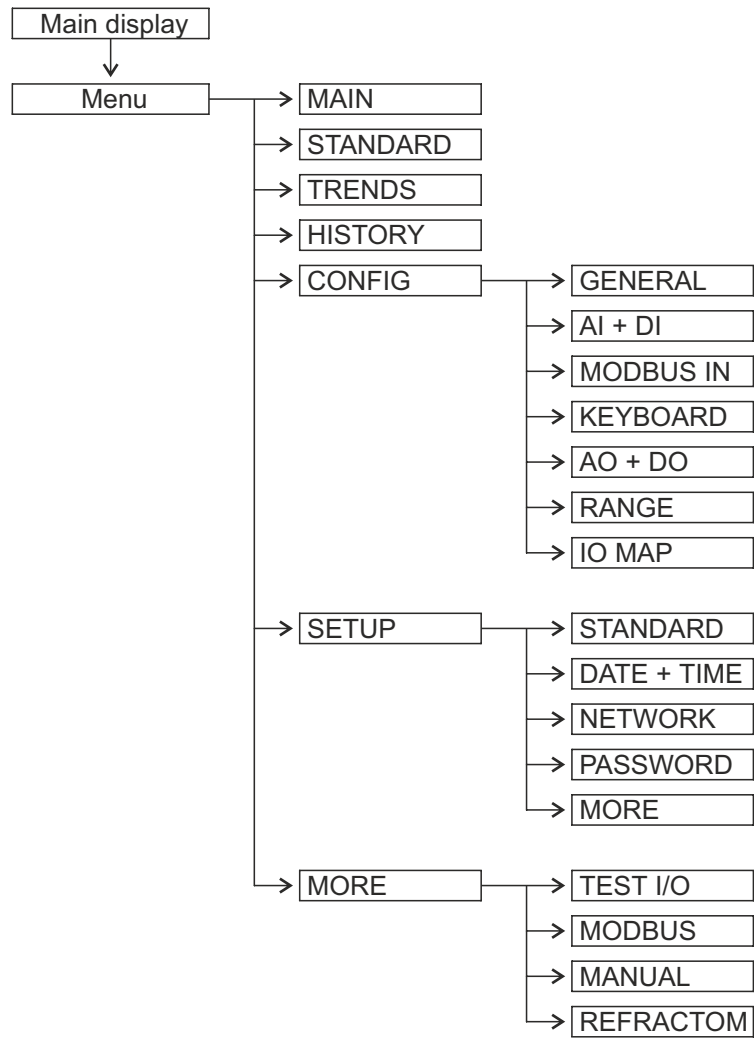 Main display
Menu
MAIN
STANDARD
TRENDS
HISTORY
CONFIG
GENERAL
AI + DI
MODBUS IN
KEYBOARD
AO + DO
RANGE
IO MAP
SETUP
STANDARD
DATE + TIME
NETWORK
PASSWORD
MORE
MORE
TEST I/O
MODBUS
MANUAL
REFRACTOM